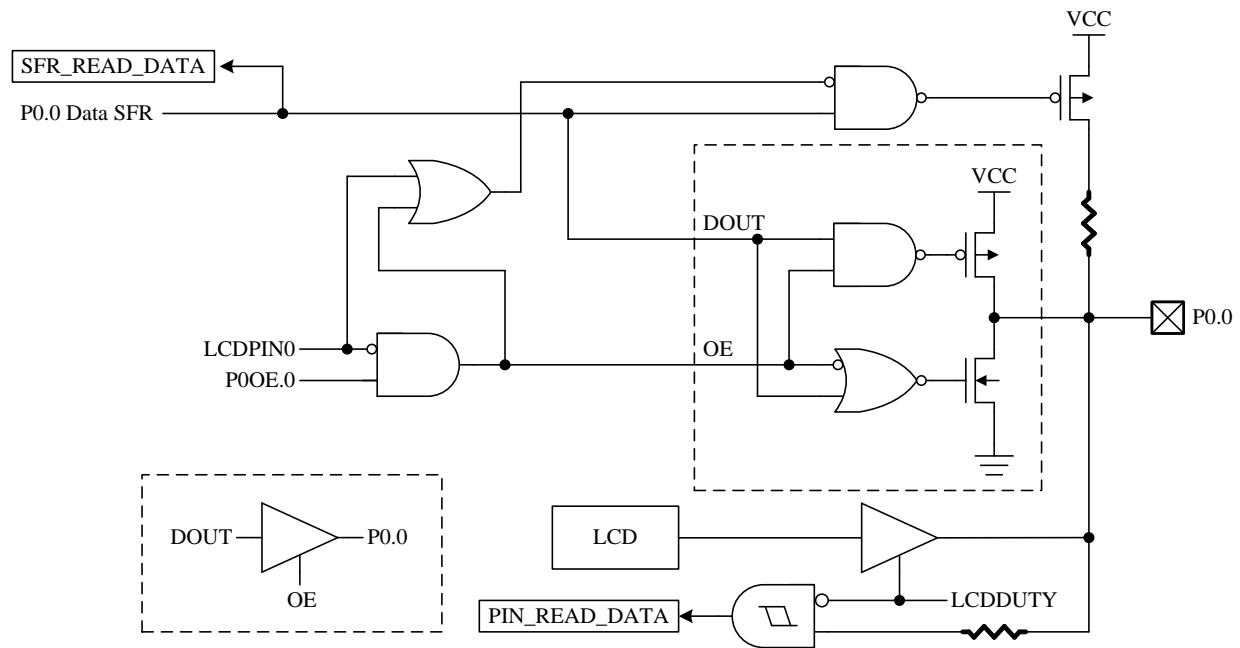 VCC
SFR_READ_DATA
P0.0 Data SFR
VCC
DOUT
P0.0
LCDPIN0
OE
P0OE.0
DOUT
P0.0
OE
LCD
LCDDUTY
PIN_READ_DATA